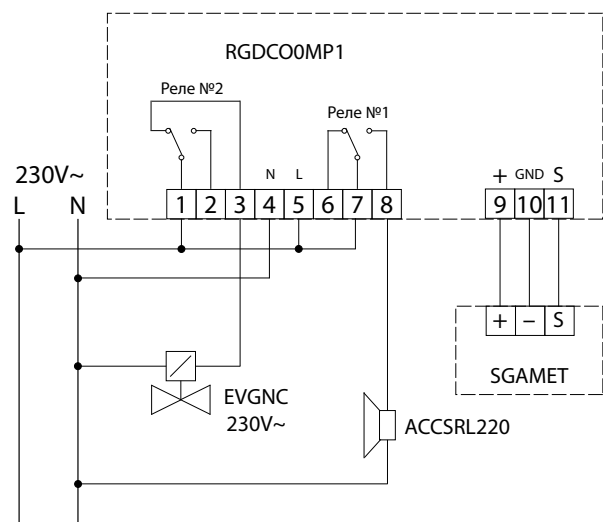 RGDCO0MP1
Реле №2
Реле №1
230V~
L N
N L
1 2 3 4 5 6 7 8
+ GND S
9 10 11
+ – S
SGAMET
EVGNC
230V~
ACCSRL220